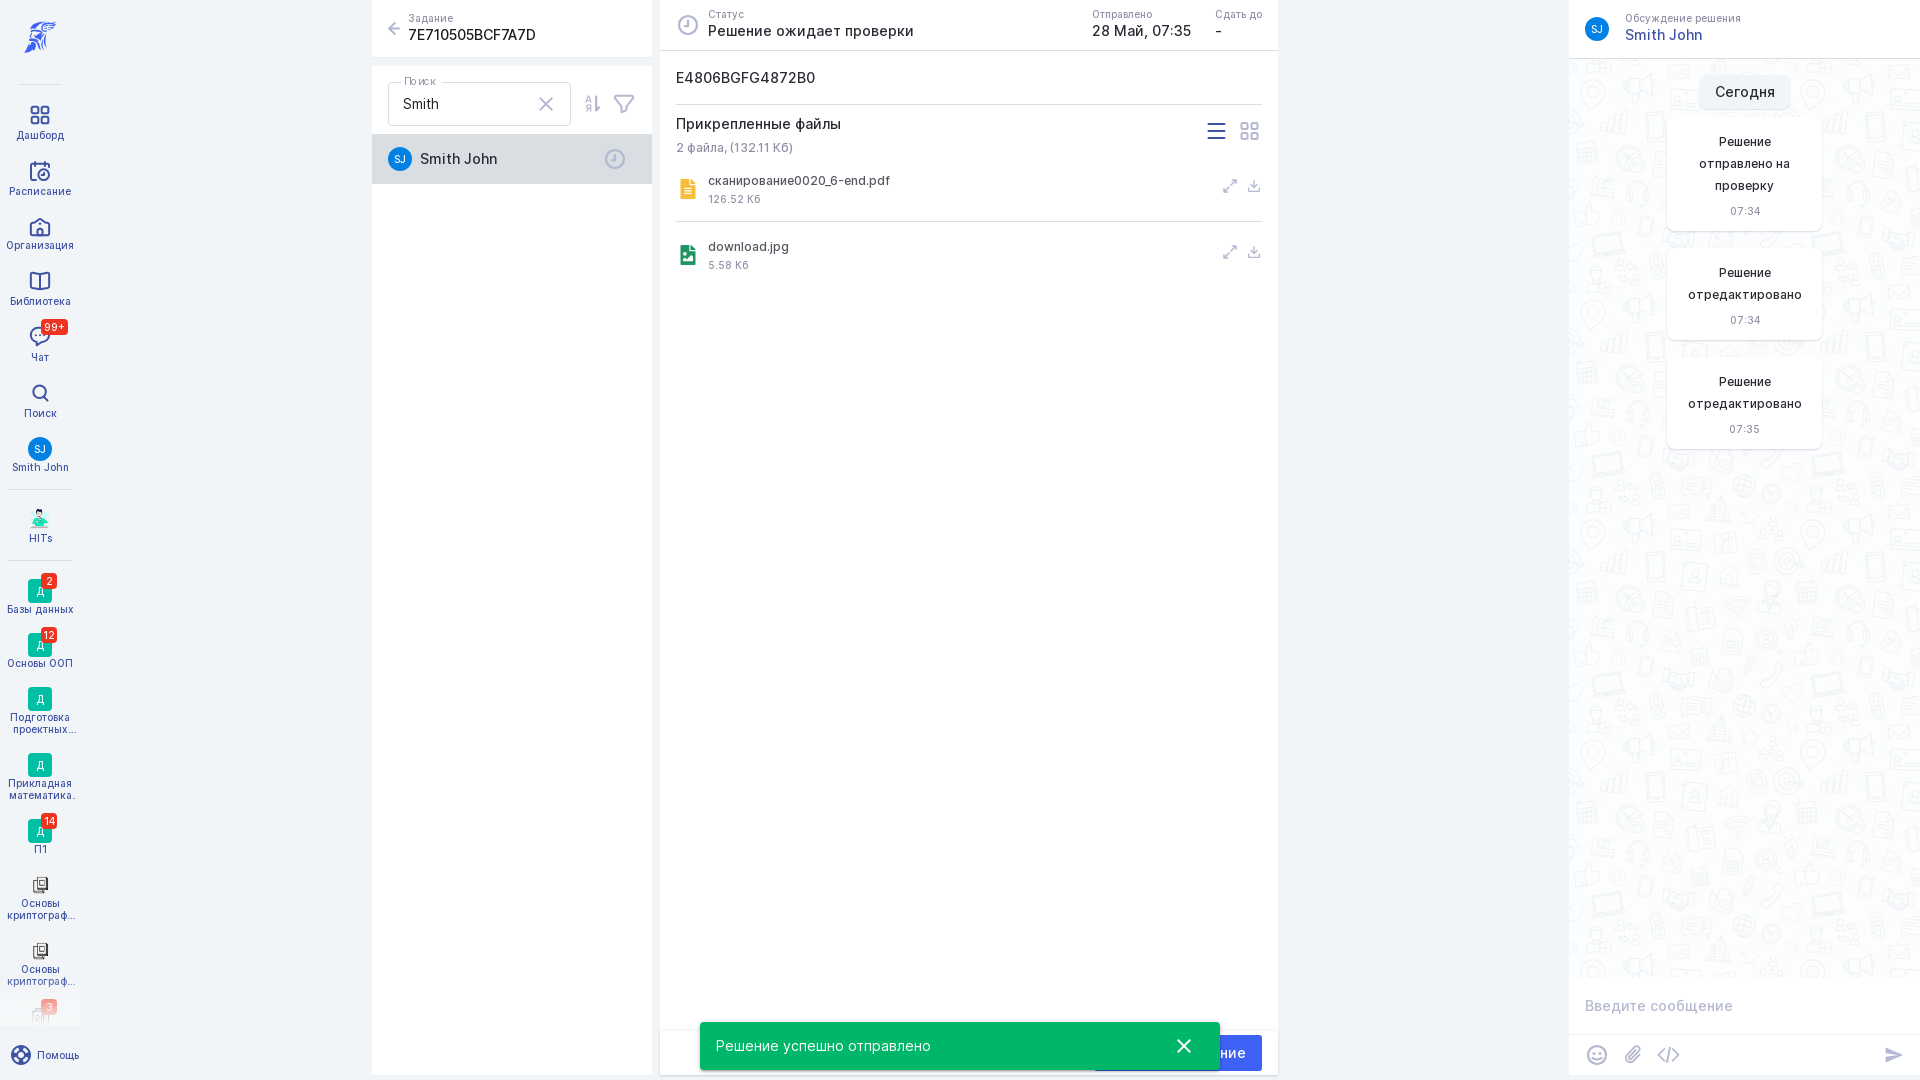 Дашборд
Расписание
Организация
Библиотека
99+
Чат
Поиск
SJ
Smith John
HITs
2
Д
Базы данных
12
Д
Основы ООП
Д
Подготовка
проектных...
Д
Прикладная
математика.
14
Д
П1
Основы
криптограф...
Основы
криптограф...
3
Помощь
Задание
7E710505BCF7A7D
Поиск
Smith
SJ
Smith John
Статус
Решение ожидает проверки
Отправлено
28 Май, 07:35
Сдать до
-
E4806BGFG4872B0
Прикрепленные файлы
2 файла, (132.11 Кб)
сканирование0020_6-end.pdf
126.52 Кб
download.jpg
5.58 Кб
Решение успешно отправлено
ние
SJ
Обсуждение решения
Smith John
Сегодня
Решение
отправлено на
проверку
07:34
Решение
отредактировано
07:34
Решение
отредактировано
07:35
Введите сообщение